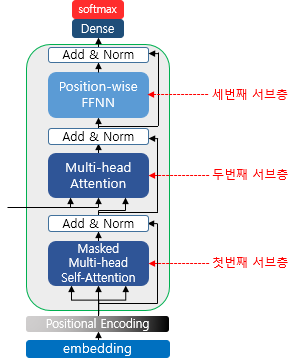 softmax
Dense
Add & Norm
Position-wise
FFNN
세번째 서브층
Add & Norm
Multi-head
Attention
두번째 서브층
Add & Norm
Masked
Multi-head
Self-Attention
첫번째 서브층
Positional Encoding
embedding